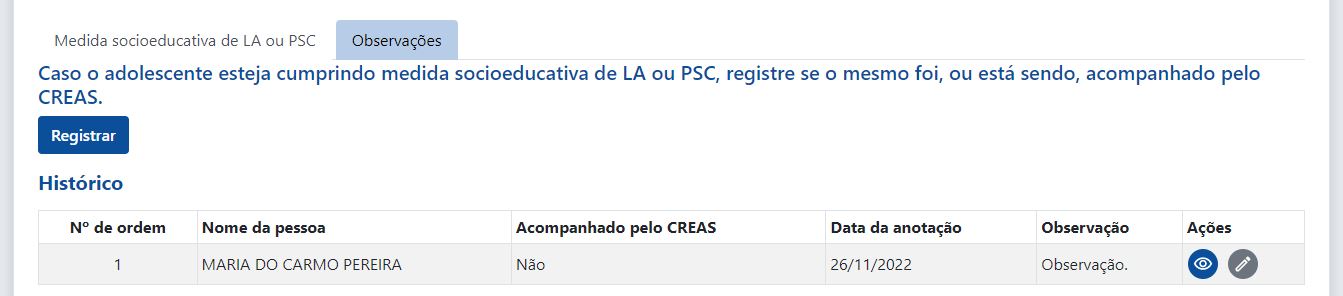 Medida socioeducativa de LA ou PSC Observações
Caso o adolescente esteja cumprindo medida socioeducativa de LA ou PSC, registre se o mesmo foi, ou está sendo, acompanhado pelo
CREAS.
Registrar
Histórico
Nº de ordem Nome da pessoa Acompanhado pelo CREAS Data da anotação Observação Ações
1 MARIA DO CARMO PEREIRA Não 26/11/2022 Observação.